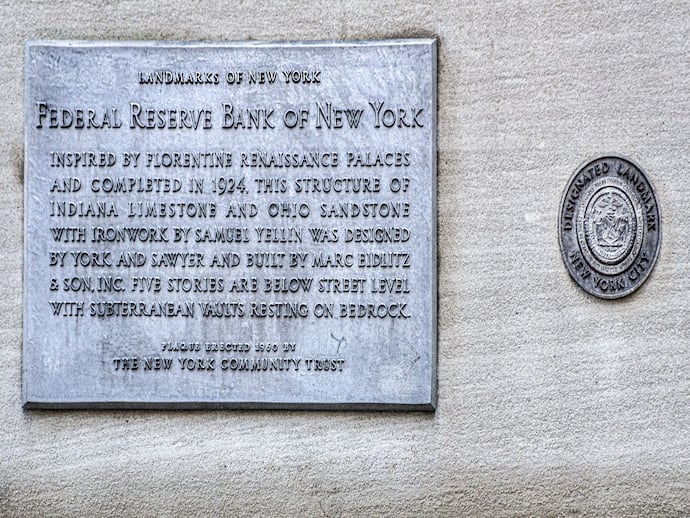 LANDMARKS OF NEW YORK
FEDERAL RESERVE BANK OF NEW YORK
INSPIRED BY FLORENTINE RENAISSANCE PALACES
AND COMPLETED IN 1924, THIS STRUCTURE OF
INDIANA LIMESTONE AND OHIO SANDSTONE
WITH IRONWORK BY SAMUEL YELLIN WAS DESIGNED
BY YORK AND SAWYER AND BUILT BY MARC EIDLITZ
& SON, INC. FIVE STORIES ARE BELOW STREET LEVEL
WITH SUBTERRANEAN VAULTS RESTING ON BEDROCK.
PLAQUE ERECTED 1960 BY
THE NEW YORK COMMUNITY TRUST
DESIGNATED LANDMARK
NEW YORK CITY